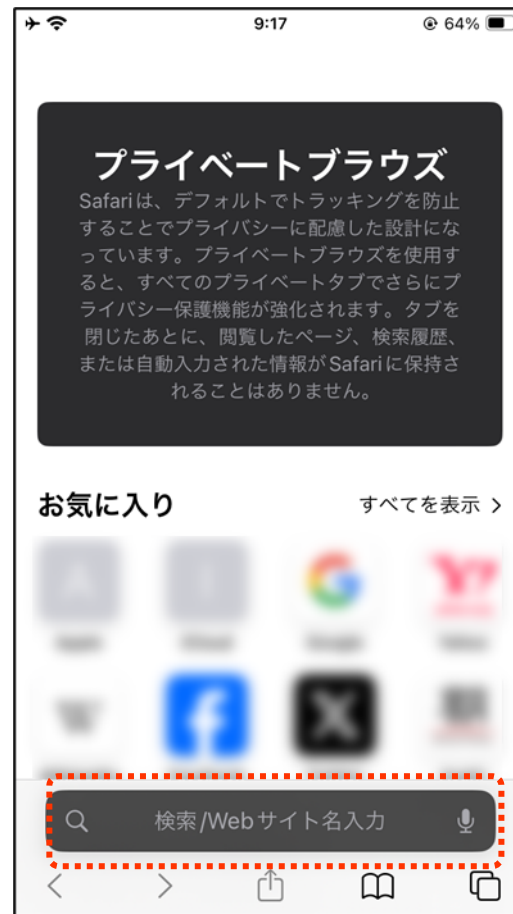 9:17
64%
プライベートブラウズ
Safariは、デフォルトでトラッキングを防止
することでプライバシーに配慮した設計にな
っています。プライベートブラウズを使用す
ると、すべてのプライベートタブでさらにプ
ライバシー保護機能が強化されます。タブを
閉じたあとに、閲覧したページ、検索履歴、
または自動入力された情報がSafariに保持さ
れることはありません。
お気に入り
すべてを表示 >
検索/Webサイト名入力